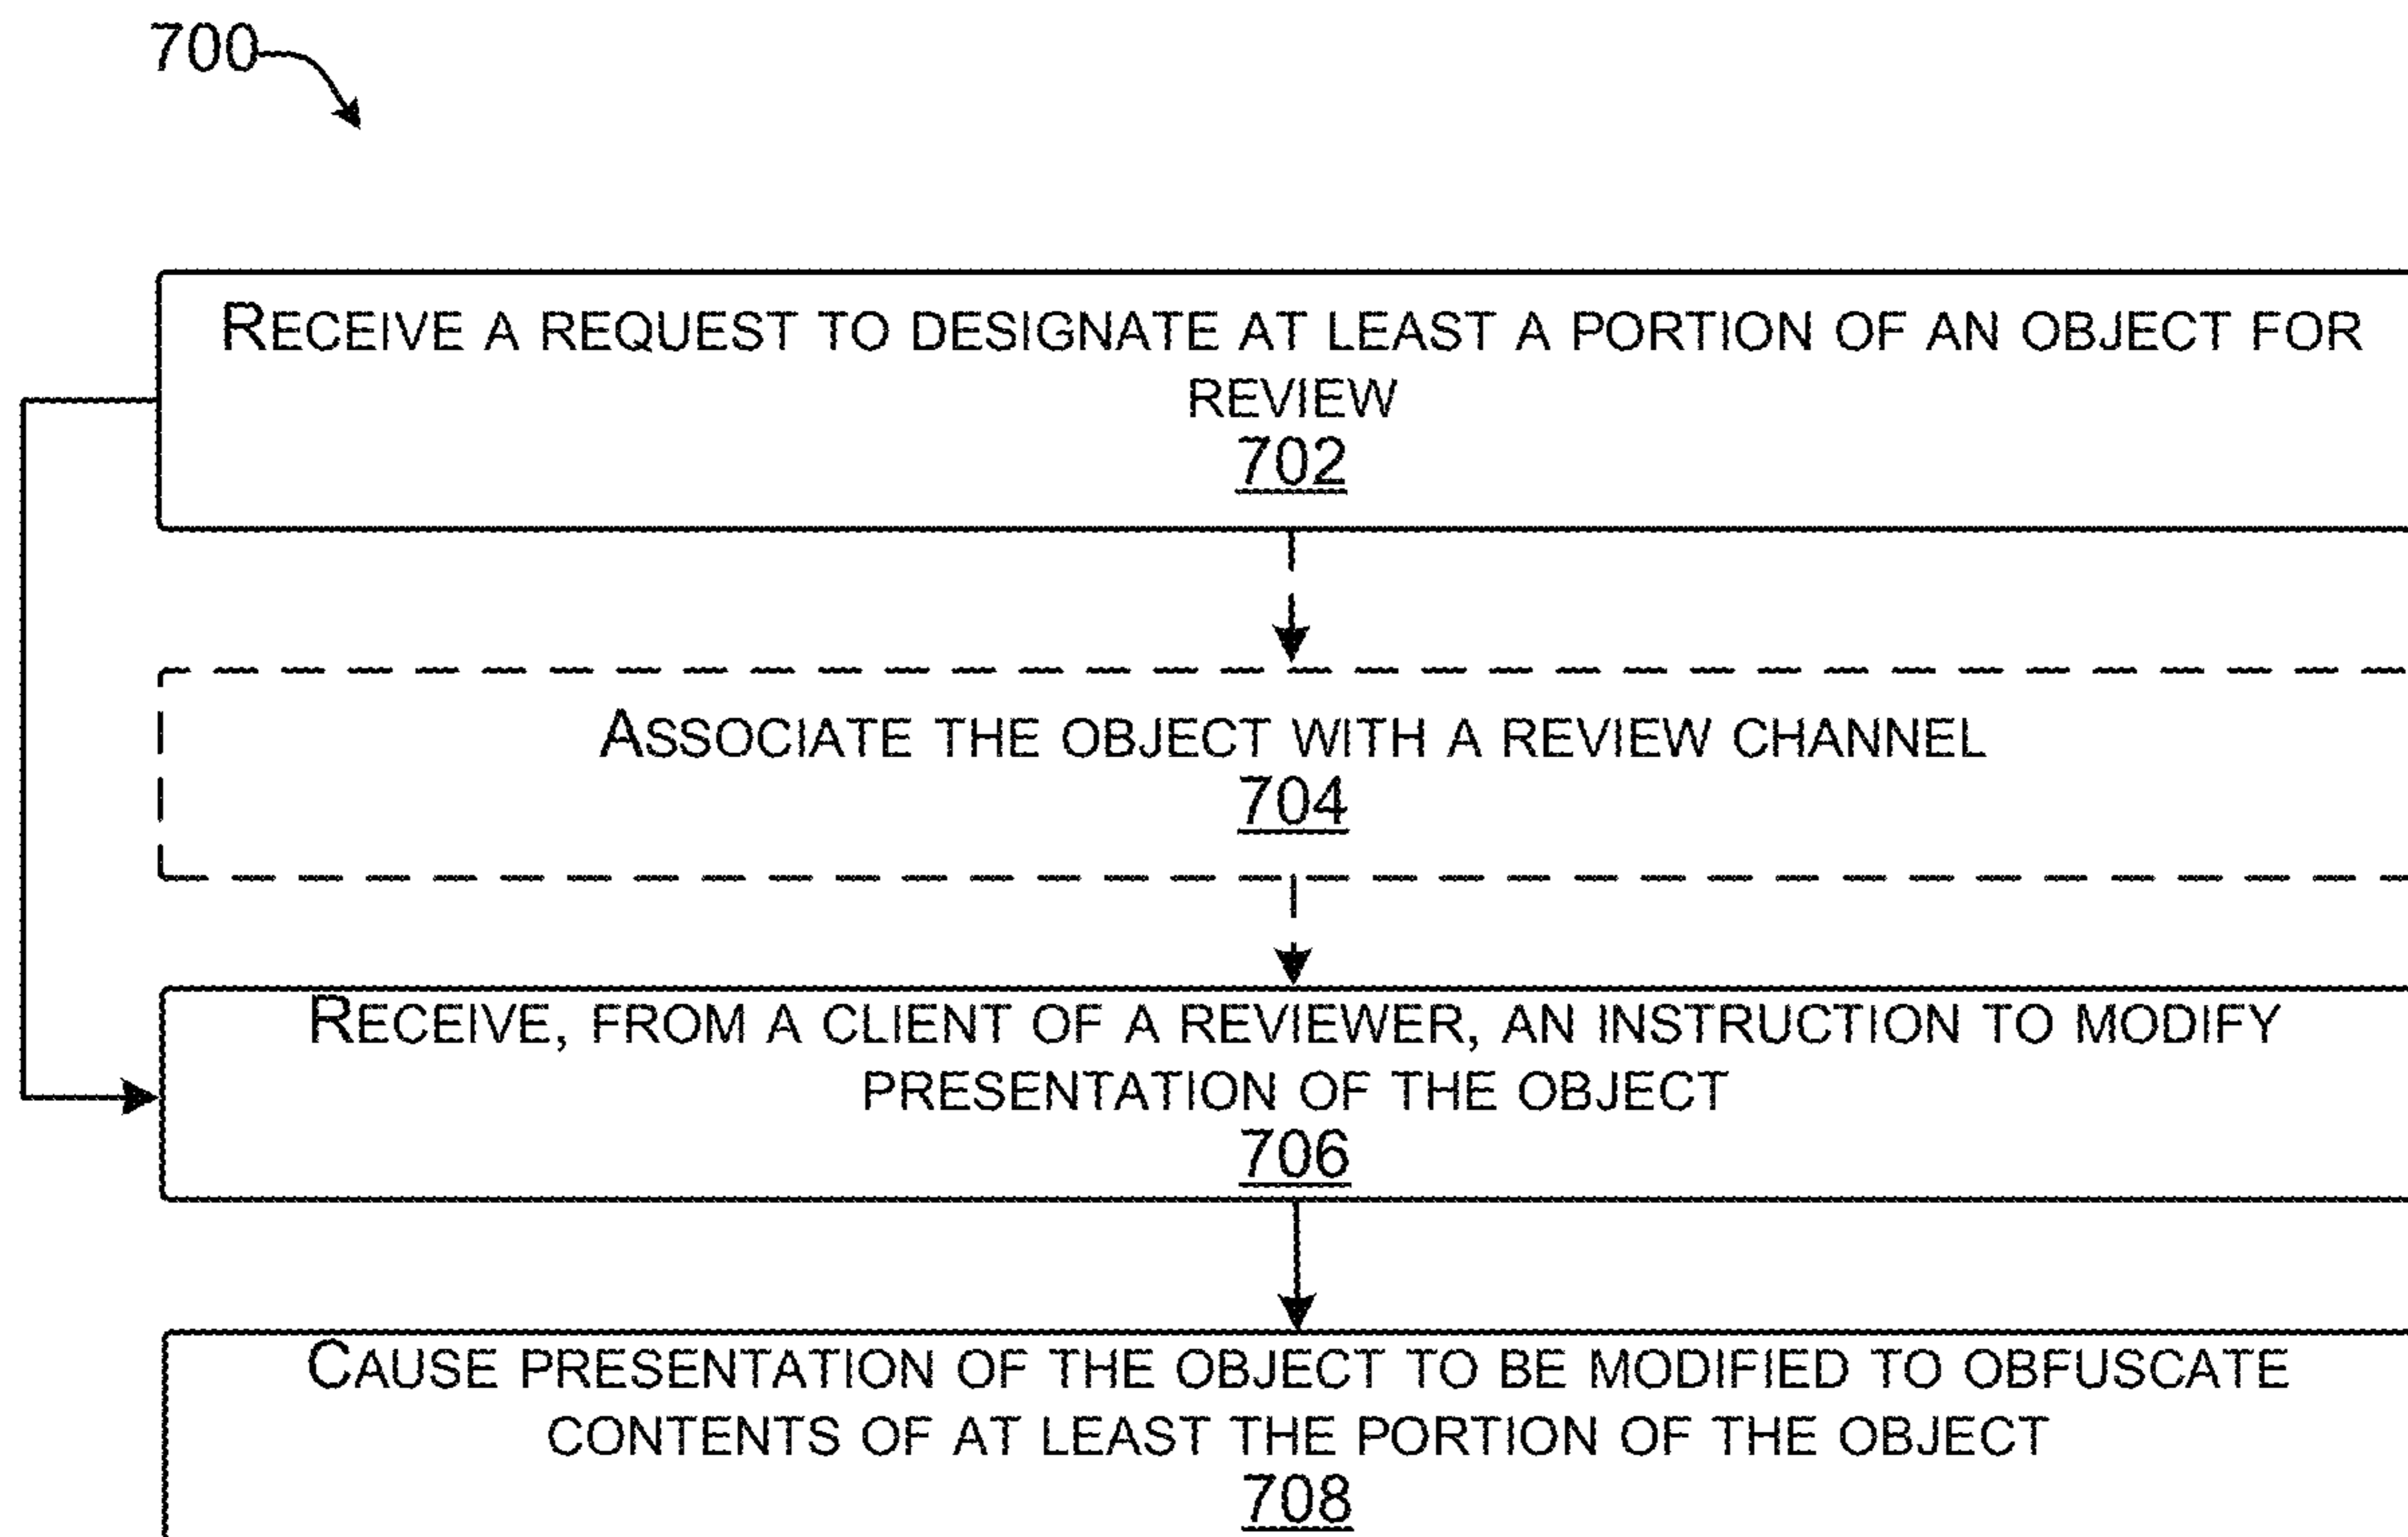 700
RECEIVE A REQUEST TO DESIGNATE AT LEAST A PORTION OF AN OBJECT FOR
REVIEW
702
ASSOCIATE THE OBJECT WITH A REVIEW CHANNEL
704
RECEIVE, FROM A CLIENT OF A REVIEWER, AN INSTRUCTION TO MODIFY
PRESENTATION OF THE OBJECT
706
CAUSE PRESENTATION OF THE OBJECT TO BE MODIFIED TO OBFUSCATE
CONTENTS OF AT LEAST THE PORTION OF THE OBJECT
708